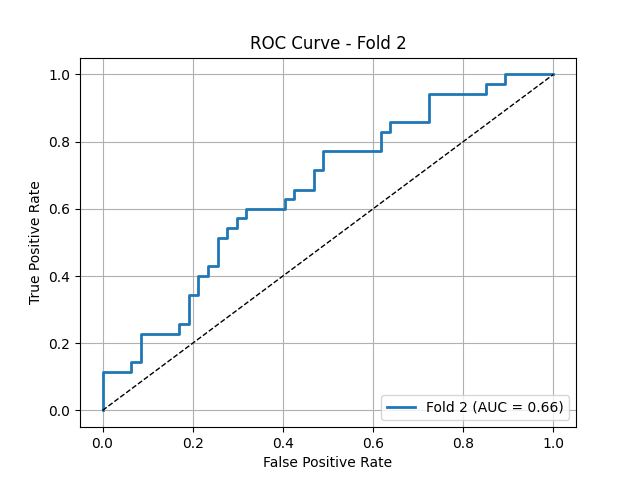 ROC Curve - Fold 2
True Positive Rate
1.0
0.8
0.6
0.4
0.2
0.0
Fold 2 (AUC = 0.66)
0.0 0.2 0.4 0.6 0.8 1.0
False Positive Rate